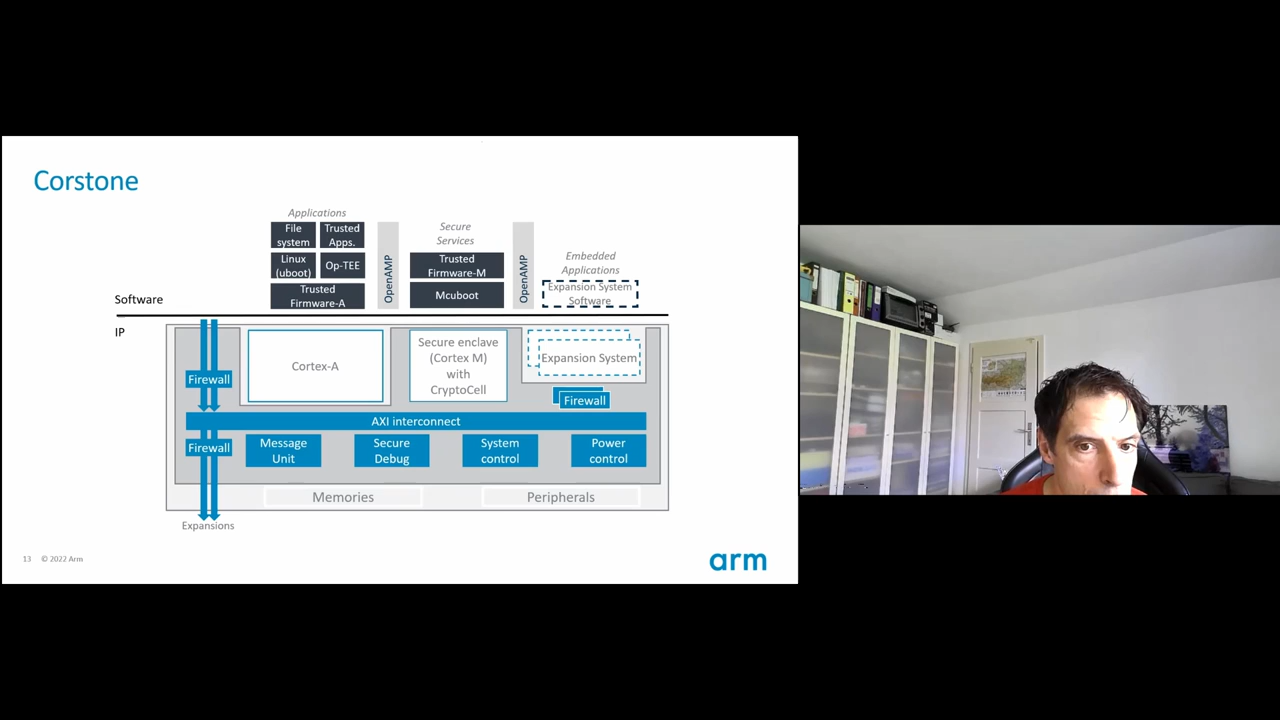 Corstone
Applications
File
system
Trusted
Apps.
Linux
(uboot)
Op-TEE
Trusted
Firmware-A
OpenAMP
Secure
Services
Trusted
Firmware-M
Mcuboot
OpenAMP
Embedded
Applications
Expansion System
Software
Software
IP
Firewall
Cortex-A
Secure enclave
(Cortex M)
with
CryptoCell
Expansion System
Firewall
AXI interconnect
Firewall
Message
Unit
Secure
Debug
System
control
Power
control
Memories
Peripherals
Expansions
13 © 2022 Arm
arm